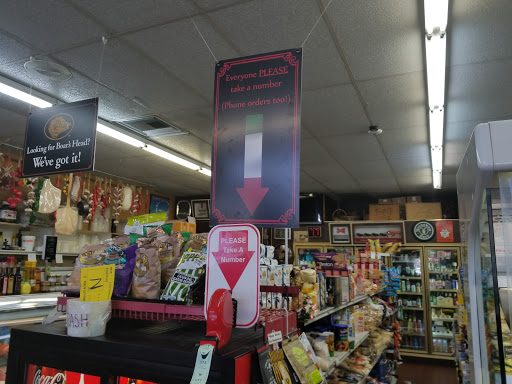 Everyone PLEASE
take a number
(Phone orders too!)
Looking for Boar's Head?
We've got it!
PLEASE
Take A
Number